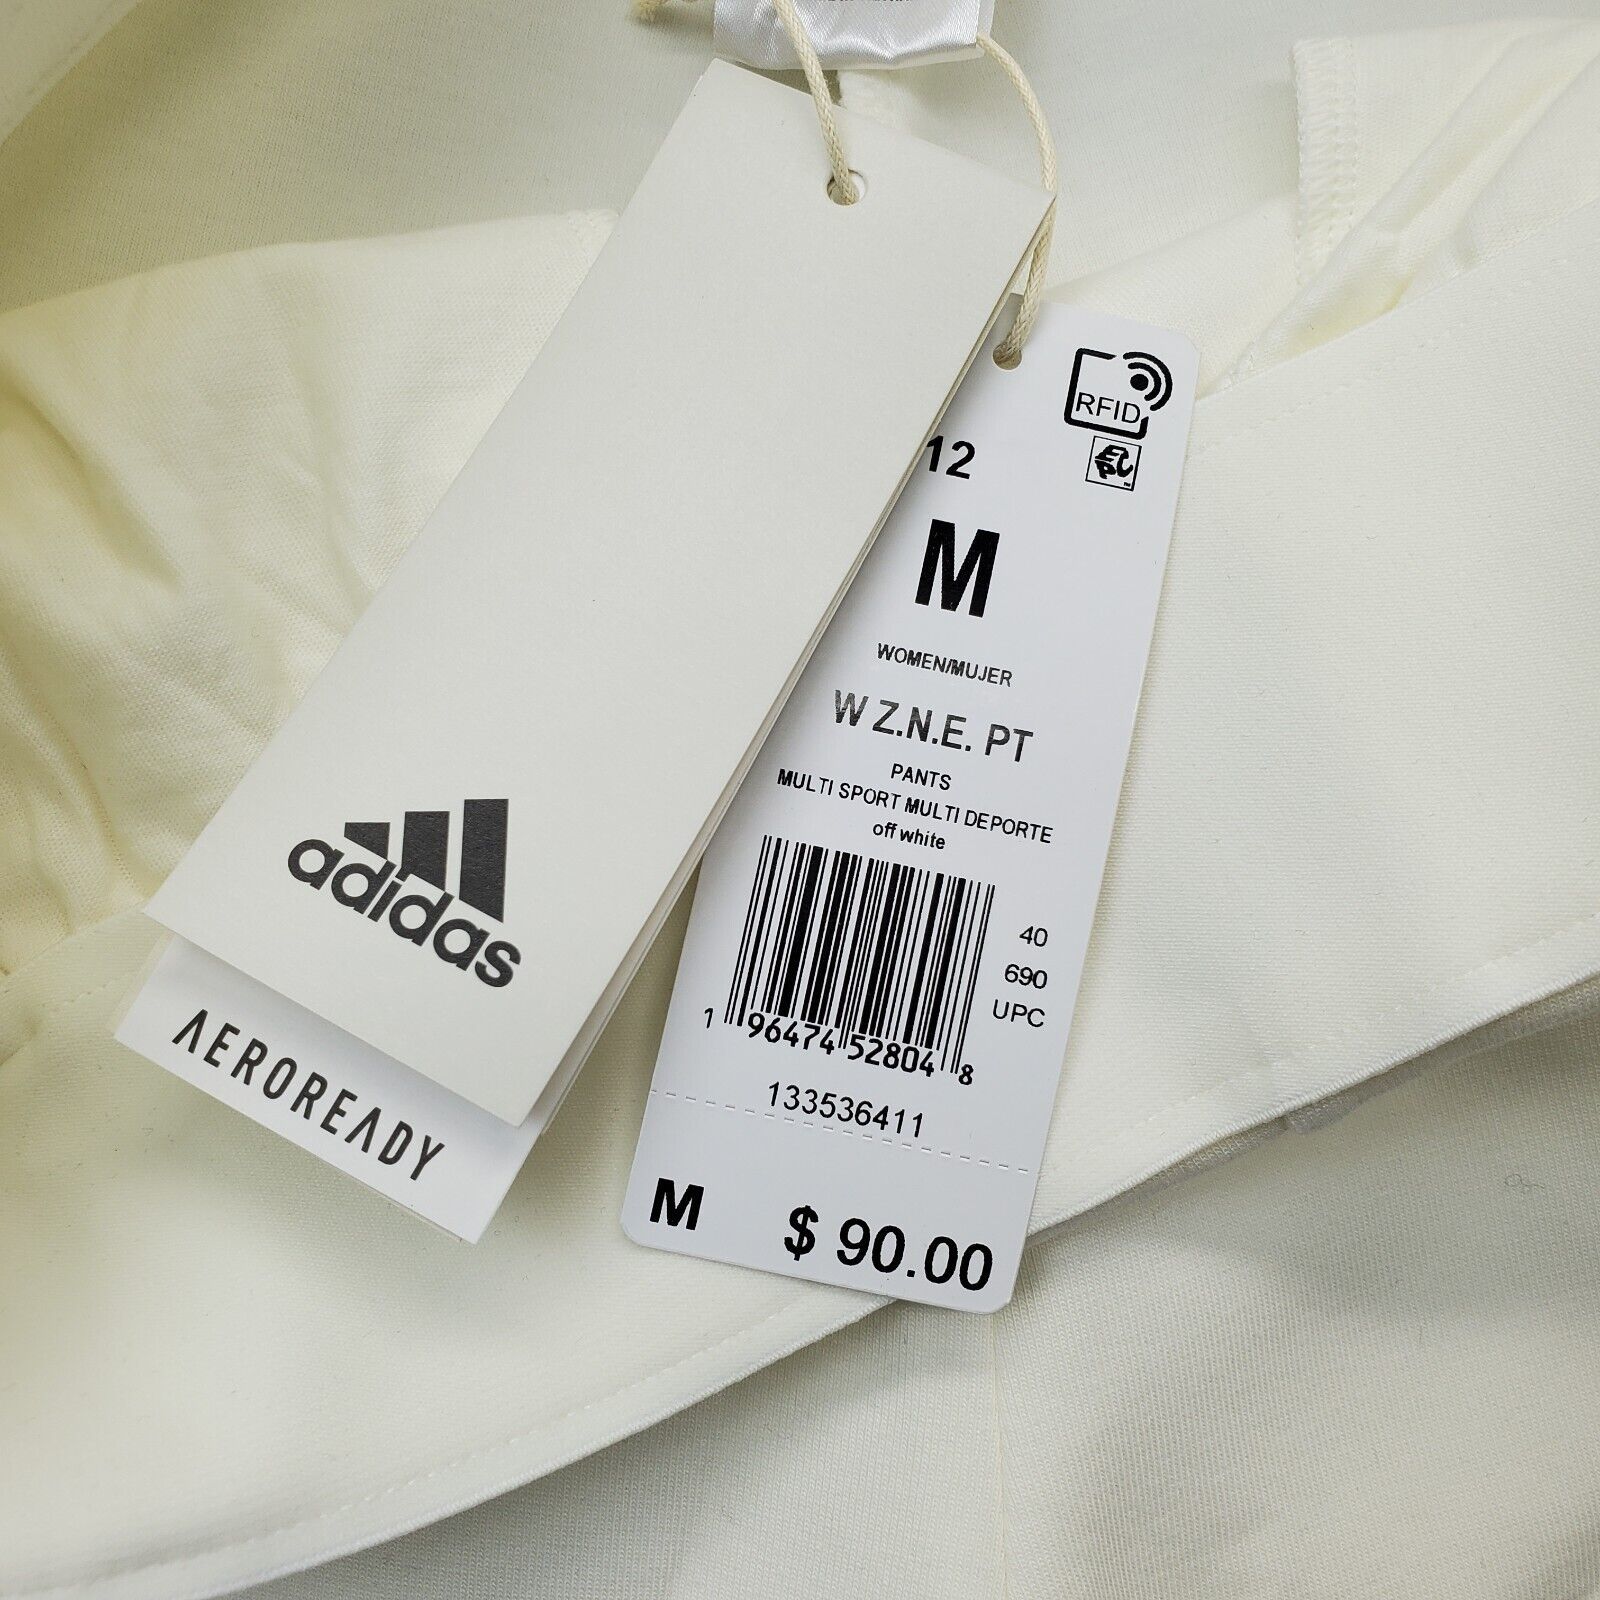 adidas
AEROREADY
RFID
EPC
12
M
WOMEN/MUJER
W Z.N.E. PT
PANTS
MULTI SPORT MULTI DEPORTE
off white
40
690
UPC
1 96474 52804 8
133536411
M $ 90.00